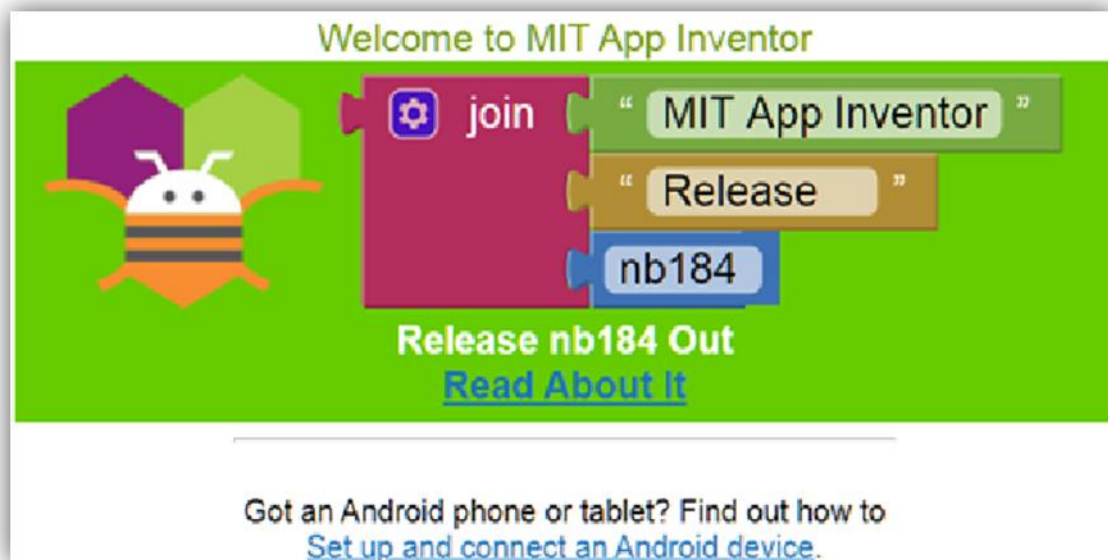 Welcome to MIT App Inventor
join " MIT App Inventor "
" Release "
nb184
Release nb184 Out
Read About It
Got an Android phone or tablet? Find out how to
Set up and connect an Android device.